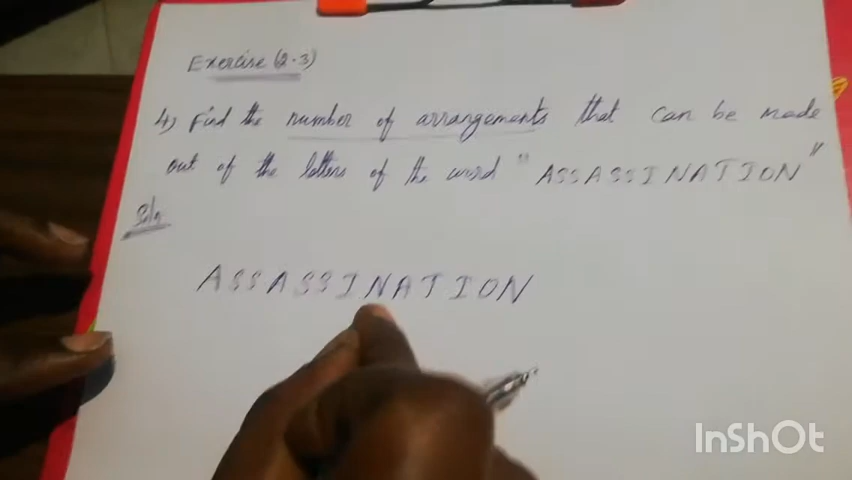 Exercise (2.3)
4) Find the number of arrangements that can be made
out of the letters of the word "ASSASSINATION"
Soln
ASSASSINATION
InShOt